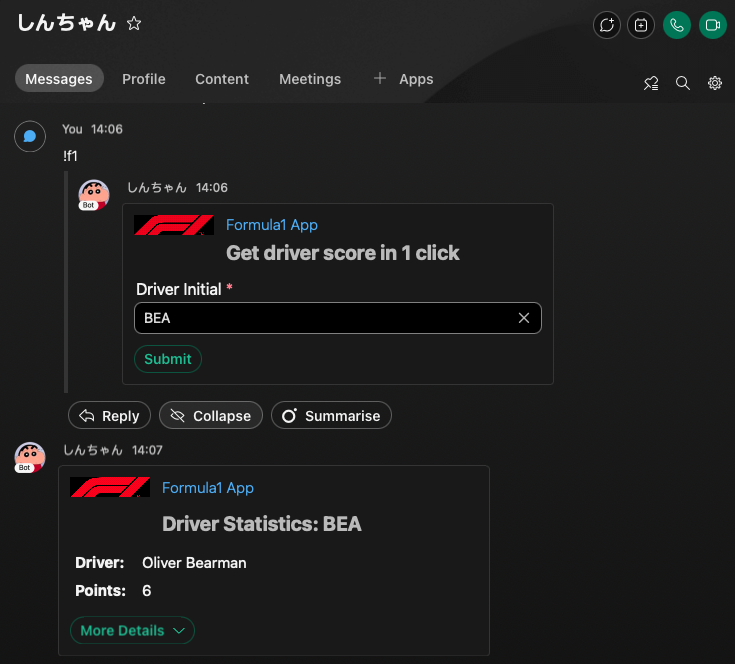 しんちゃん
Messages Profile Content Meetings + Apps
You 14:06
!f1
しんちゃん 14:06
Bot
F1
Formula1 App
Get driver score in 1 click
Driver Initial *
BEA
Submit
Reply Collapse Summarise
しんちゃん 14:07
Bot
F1
Formula1 App
Driver Statistics: BEA
Driver: Oliver Bearman
Points: 6
More Details